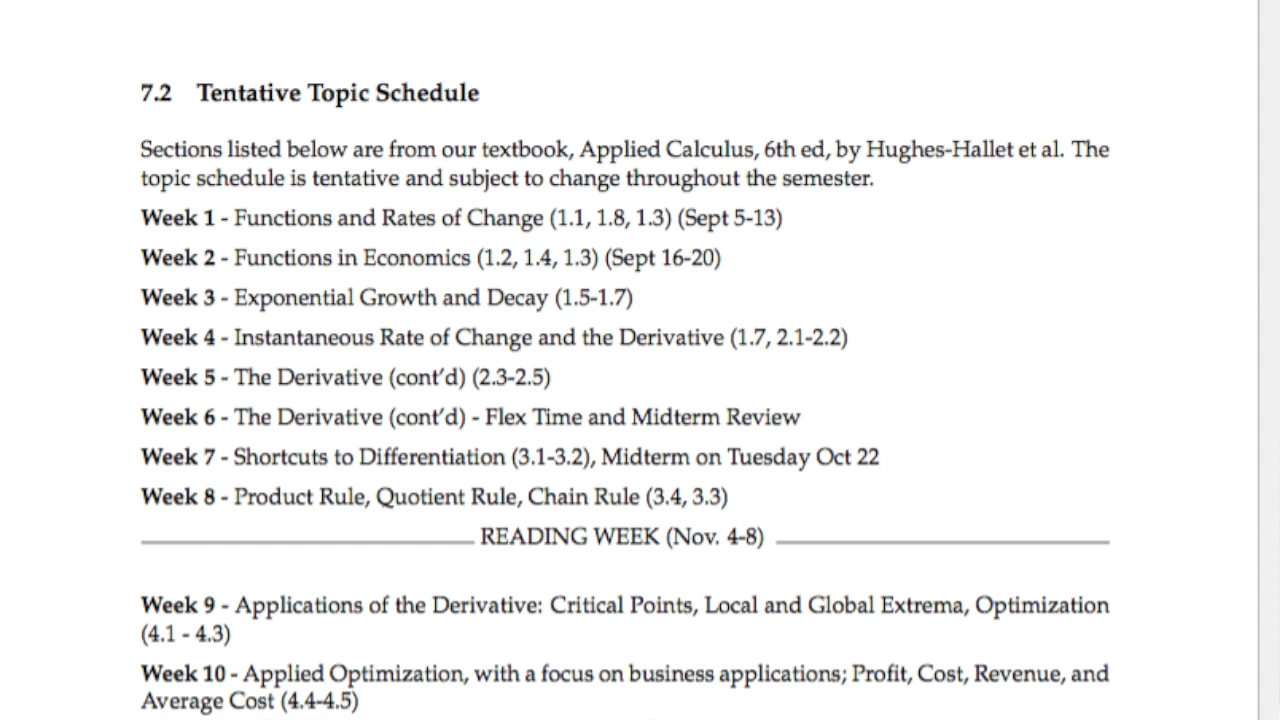 7.2 Tentative Topic Schedule
Sections listed below are from our textbook, Applied Calculus, 6th ed, by Hughes-Hallet et al. The
topic schedule is tentative and subject to change throughout the semester.
Week 1 - Functions and Rates of Change (1.1, 1.8, 1.3) (Sept 5-13)
Week 2 - Functions in Economics (1.2, 1.4, 1.3) (Sept 16-20)
Week 3 - Exponential Growth and Decay (1.5-1.7)
Week 4 - Instantaneous Rate of Change and the Derivative (1.7, 2.1-2.2)
Week 5 - The Derivative (cont'd) (2.3-2.5)
Week 6 - The Derivative (cont'd) - Flex Time and Midterm Review
Week 7 - Shortcuts to Differentiation (3.1-3.2), Midterm on Tuesday Oct 22
Week 8 - Product Rule, Quotient Rule, Chain Rule (3.4, 3.3)
READING WEEK (Nov. 4-8)
Week 9 - Applications of the Derivative: Critical Points, Local and Global Extrema, Optimization
(4.1 - 4.3)
Week 10 - Applied Optimization, with a focus on business applications; Profit, Cost, Revenue, and
Average Cost (4.4-4.5)